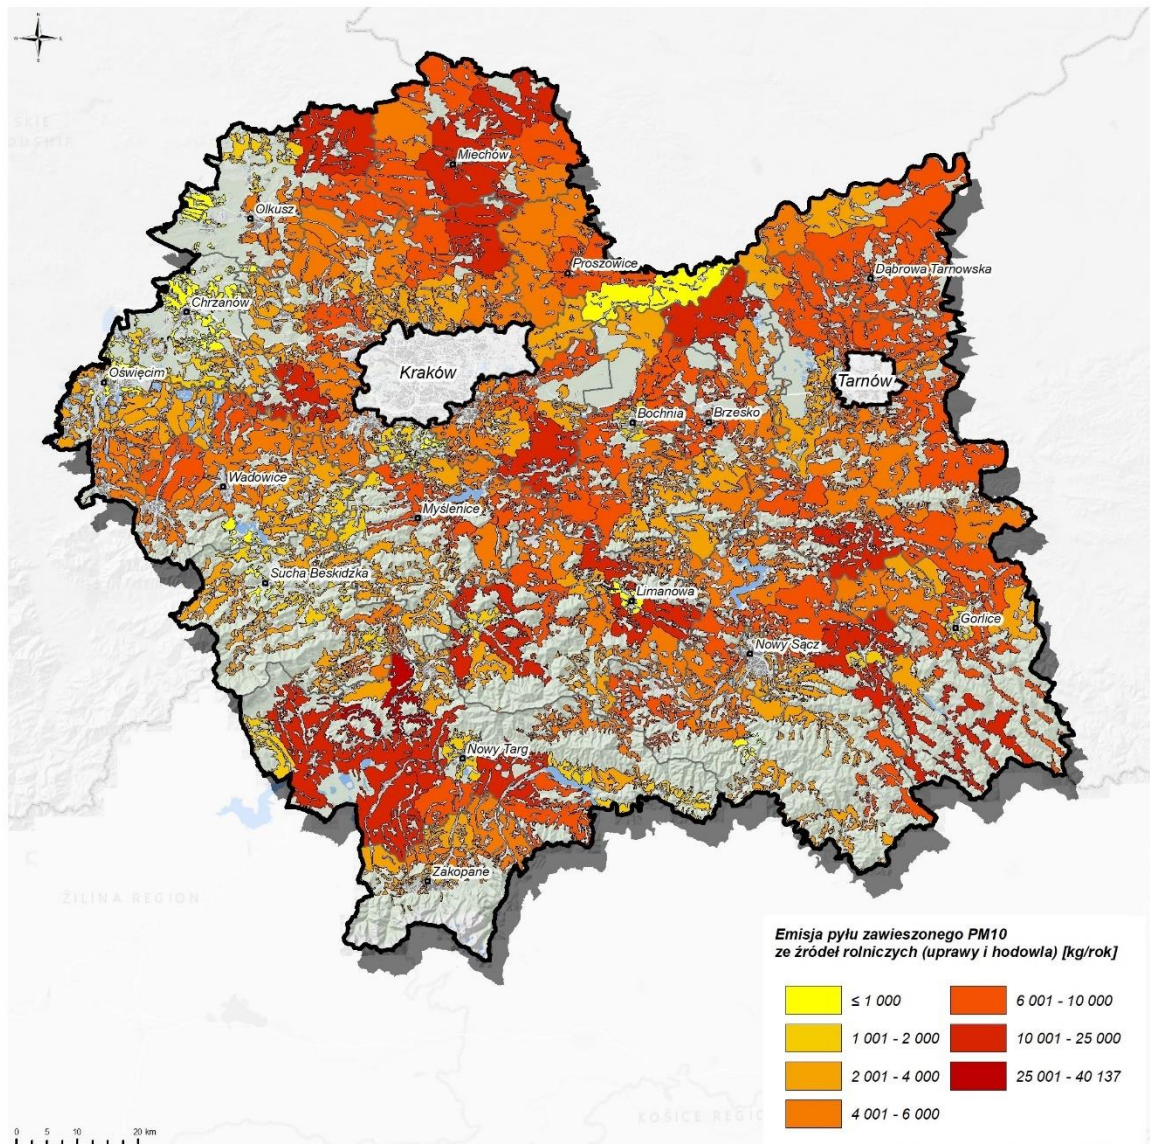 N
W
E
S
SKIE
Miechów
Olkusz
Proszowice
Dąbrowa Tarnowska
Chrzanów
Kraków
Oświęcim
Tarnów
Bochnia
Brzesko
Wadowice
Myślenice
Sucha Beskidzka
Limanowa
Gorlice
Nowy Sącz
Nowy Targ
Zakopane
ŽILINA REGION
Emisja pyłu zawieszonego PM10
ze źródeł rolniczych (uprawy i hodowla) [kg/rok]
≤ 1 000
6 001 - 10 000
1 001 - 2 000
10 001 - 25 000
2 001 - 4 000
25 001 - 40 137
4 001 - 6 000
KOŠICE REGIO
0 5 10 20 km